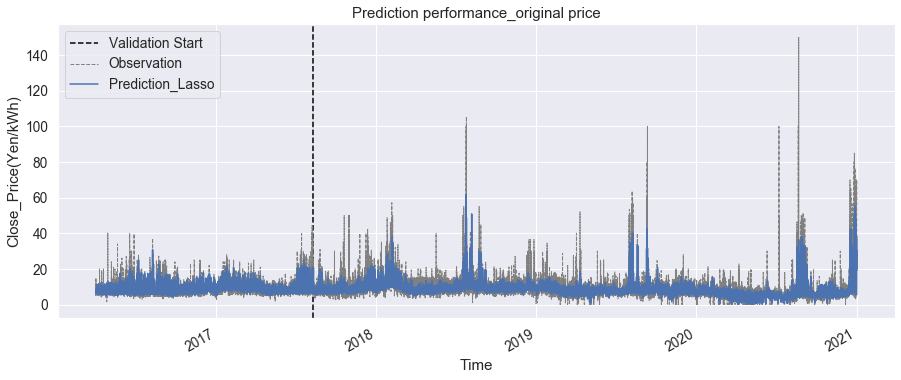 Prediction performance_original price
Validation Start
Observation
Prediction_Lasso
Close_Price(Yen/kWh)
140
120
100
80
60
40
20
0
2017
2018
2019
2020
2021
Time